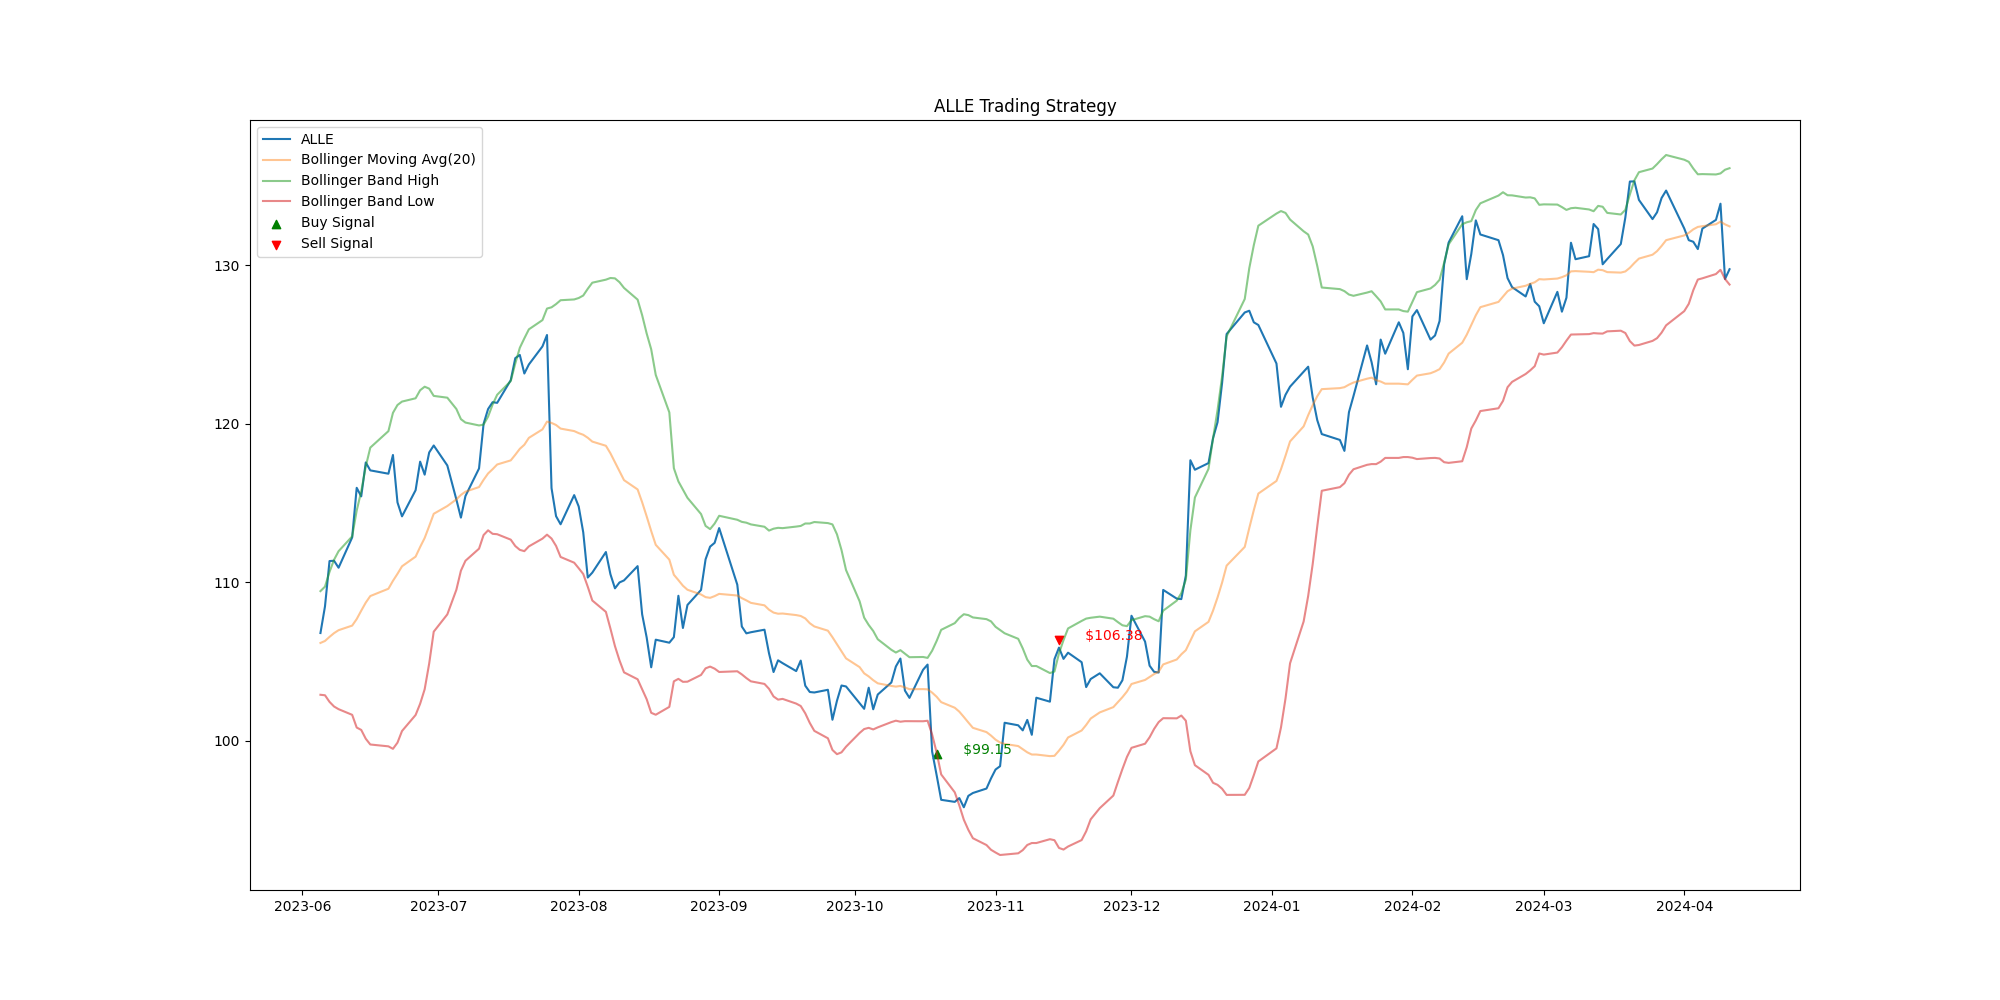 ALLE Trading Strategy
ALLE
Bollinger Moving Avg(20)
Bollinger Band High
Bollinger Band Low
Buy Signal
Sell Signal
130
120
110
100
$106.38
$99.15
2023-06 2023-07 2023-08 2023-09 2023-10 2023-11 2023-12 2024-01 2024-02 2024-03 2024-04